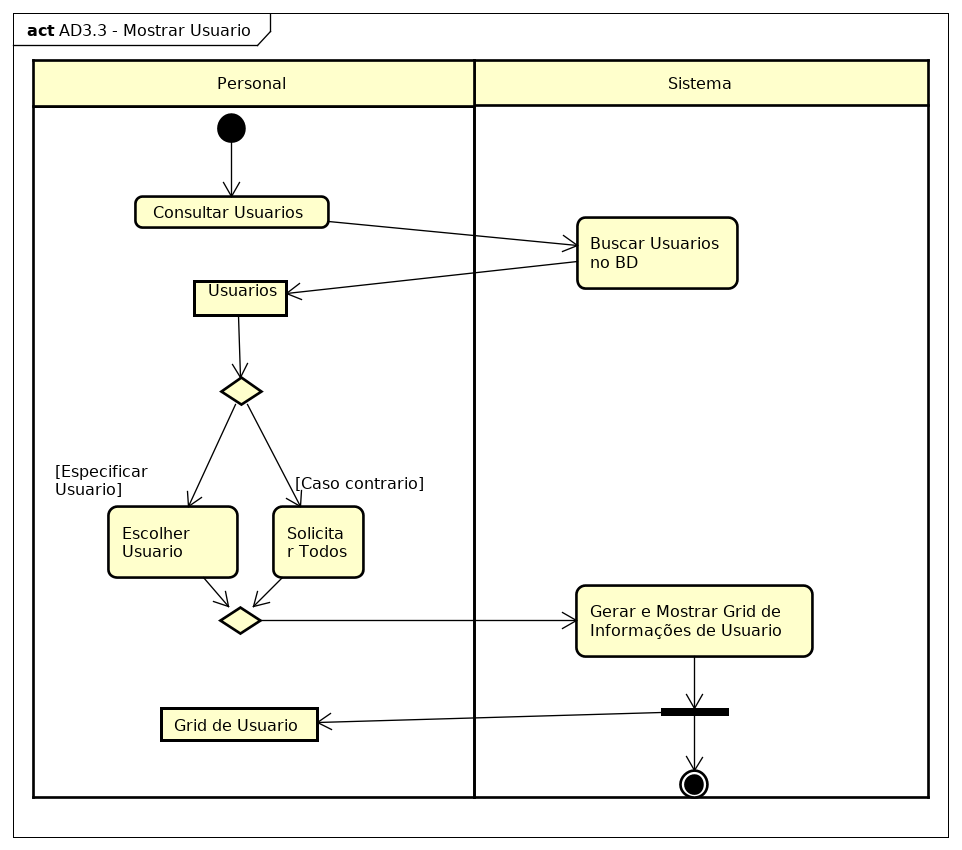 act AD3.3 - Mostrar Usuario
Personal
Sistema
Consultar Usuarios
Buscar Usuarios
no BD
Usuarios
[Especificar
Usuario]
[Caso contrario]
Escolher
Usuario
Solicita
r Todos
Gerar e Mostrar Grid de
Informações de Usuario
Grid de Usuario